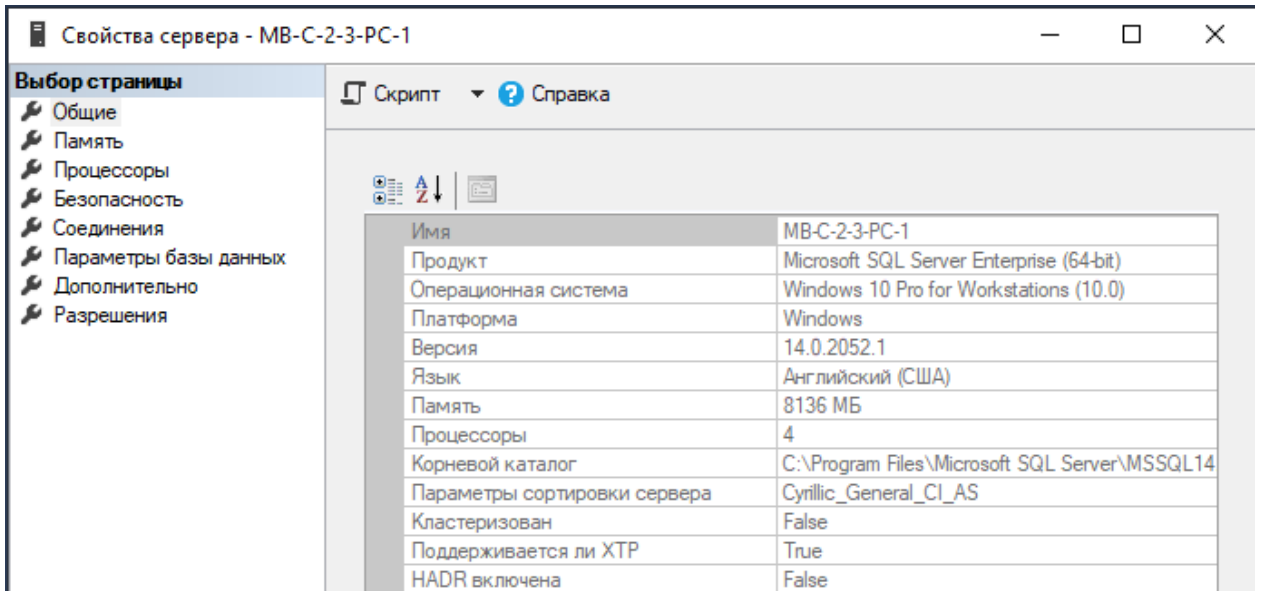 Свойства сервера - MB-C-2-3-PC-1
Выбор страницы
Общие
Память
Процессоры
Безопасность
Соединения
Параметры базы данных
Дополнительно
Разрешения
Скрипт Справка
Имя MB-C-2-3-PC-1
Продукт Microsoft SQL Server Enterprise (64-bit)
Операционная система Windows 10 Pro for Workstations (10.0)
Платформа Windows
Версия 14.0.2052.1
Язык Английский (США)
Память 8136 МБ
Процессоры 4
Корневой каталог C:\Program Files\Microsoft SQL Server\MSSQL14
Параметры сортировки сервера Cyrillic_General_CI_AS
Кластеризован False
Поддерживается ли XTP True
HADR включена False